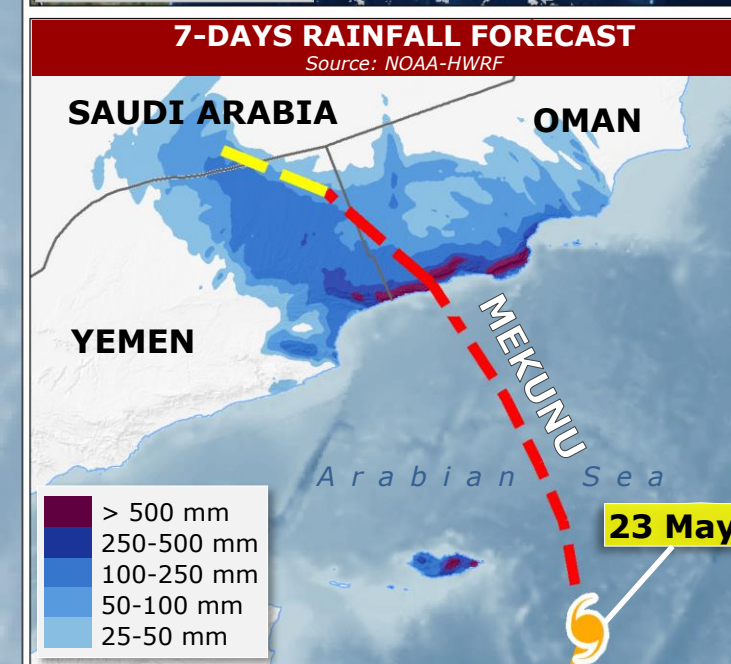 7-DAYS RAINFALL FORECAST
Source: NOAA-HWRF
SAUDI ARABIA
OMAN
YEMEN
MEKUNU
Arabian Sea
23 May
> 500 mm
250-500 mm
100-250 mm
50-100 mm
25-50 mm